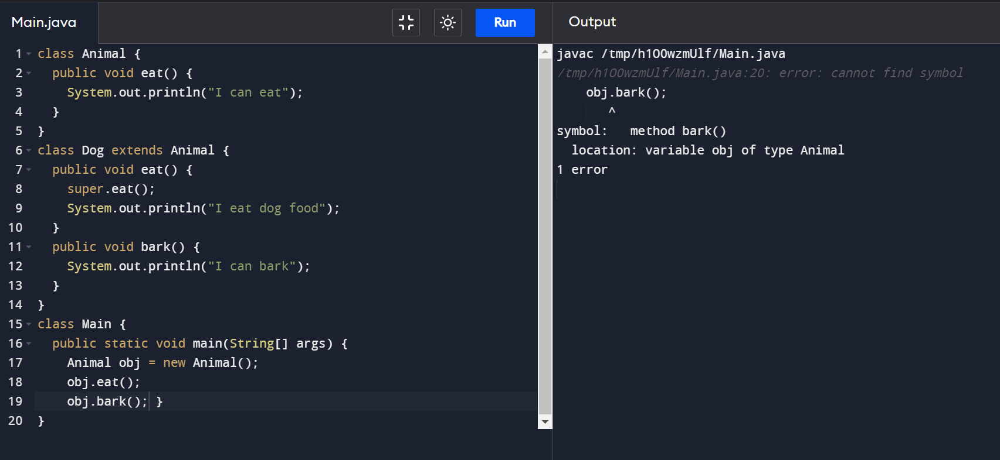 Main.java
Run
Output
1 class Animal {
2   public void eat() {
3     System.out.println("I can eat");
4   }
5 }
6 class Dog extends Animal {
7   public void eat() {
8     super.eat();
9     System.out.println("I eat dog food");
10   }
11   public void bark() {
12     System.out.println("I can bark");
13   }
14 }
15 class Main {
16   public static void main(String[] args) {
17     Animal obj = new Animal();
18     obj.eat();
19     obj.bark(); }
20 }
javac /tmp/h1OOwzmUlf/Main.java
/tmp/h1OOwzmUlf/Main.java:20: error: cannot find symbol
    obj.bark();
       ^
symbol:   method bark()
  location: variable obj of type Animal
1 error